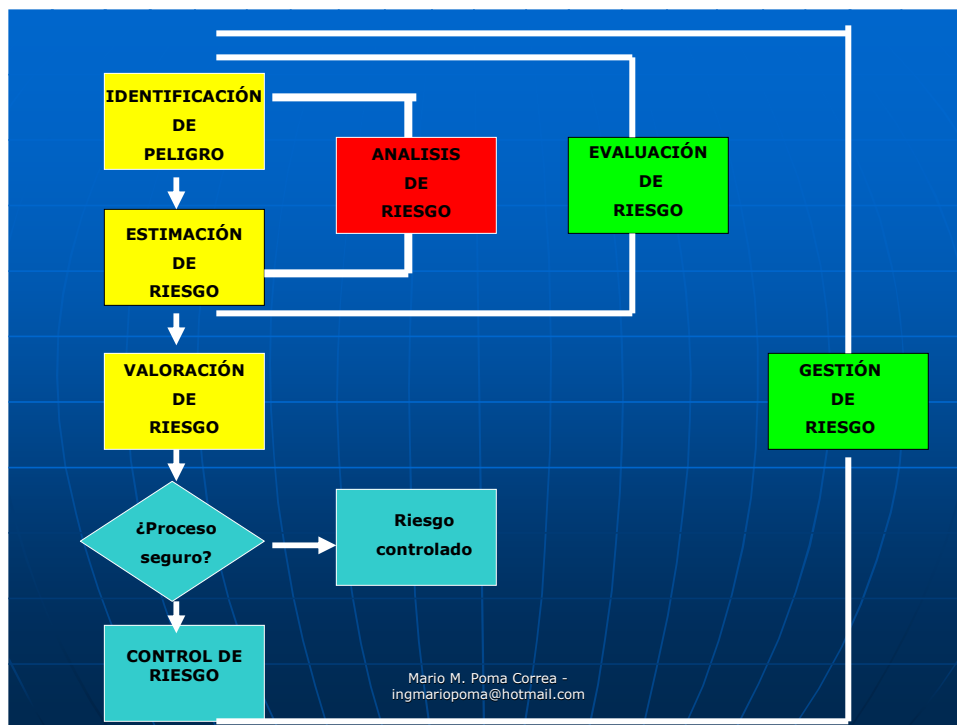 IDENTIFICACIÓN
DE
PELIGRO
ANALISIS
DE
RIESGO
EVALUACIÓN
DE
RIESGO
ESTIMACIÓN
DE
RIESGO
VALORACIÓN
DE
RIESGO
GESTIÓN
DE
RIESGO
¿Proceso
seguro?
Riesgo
controlado
CONTROL DE
RIESGO
Mario M. Poma Correa -
ingmariopoma@hotmail.com